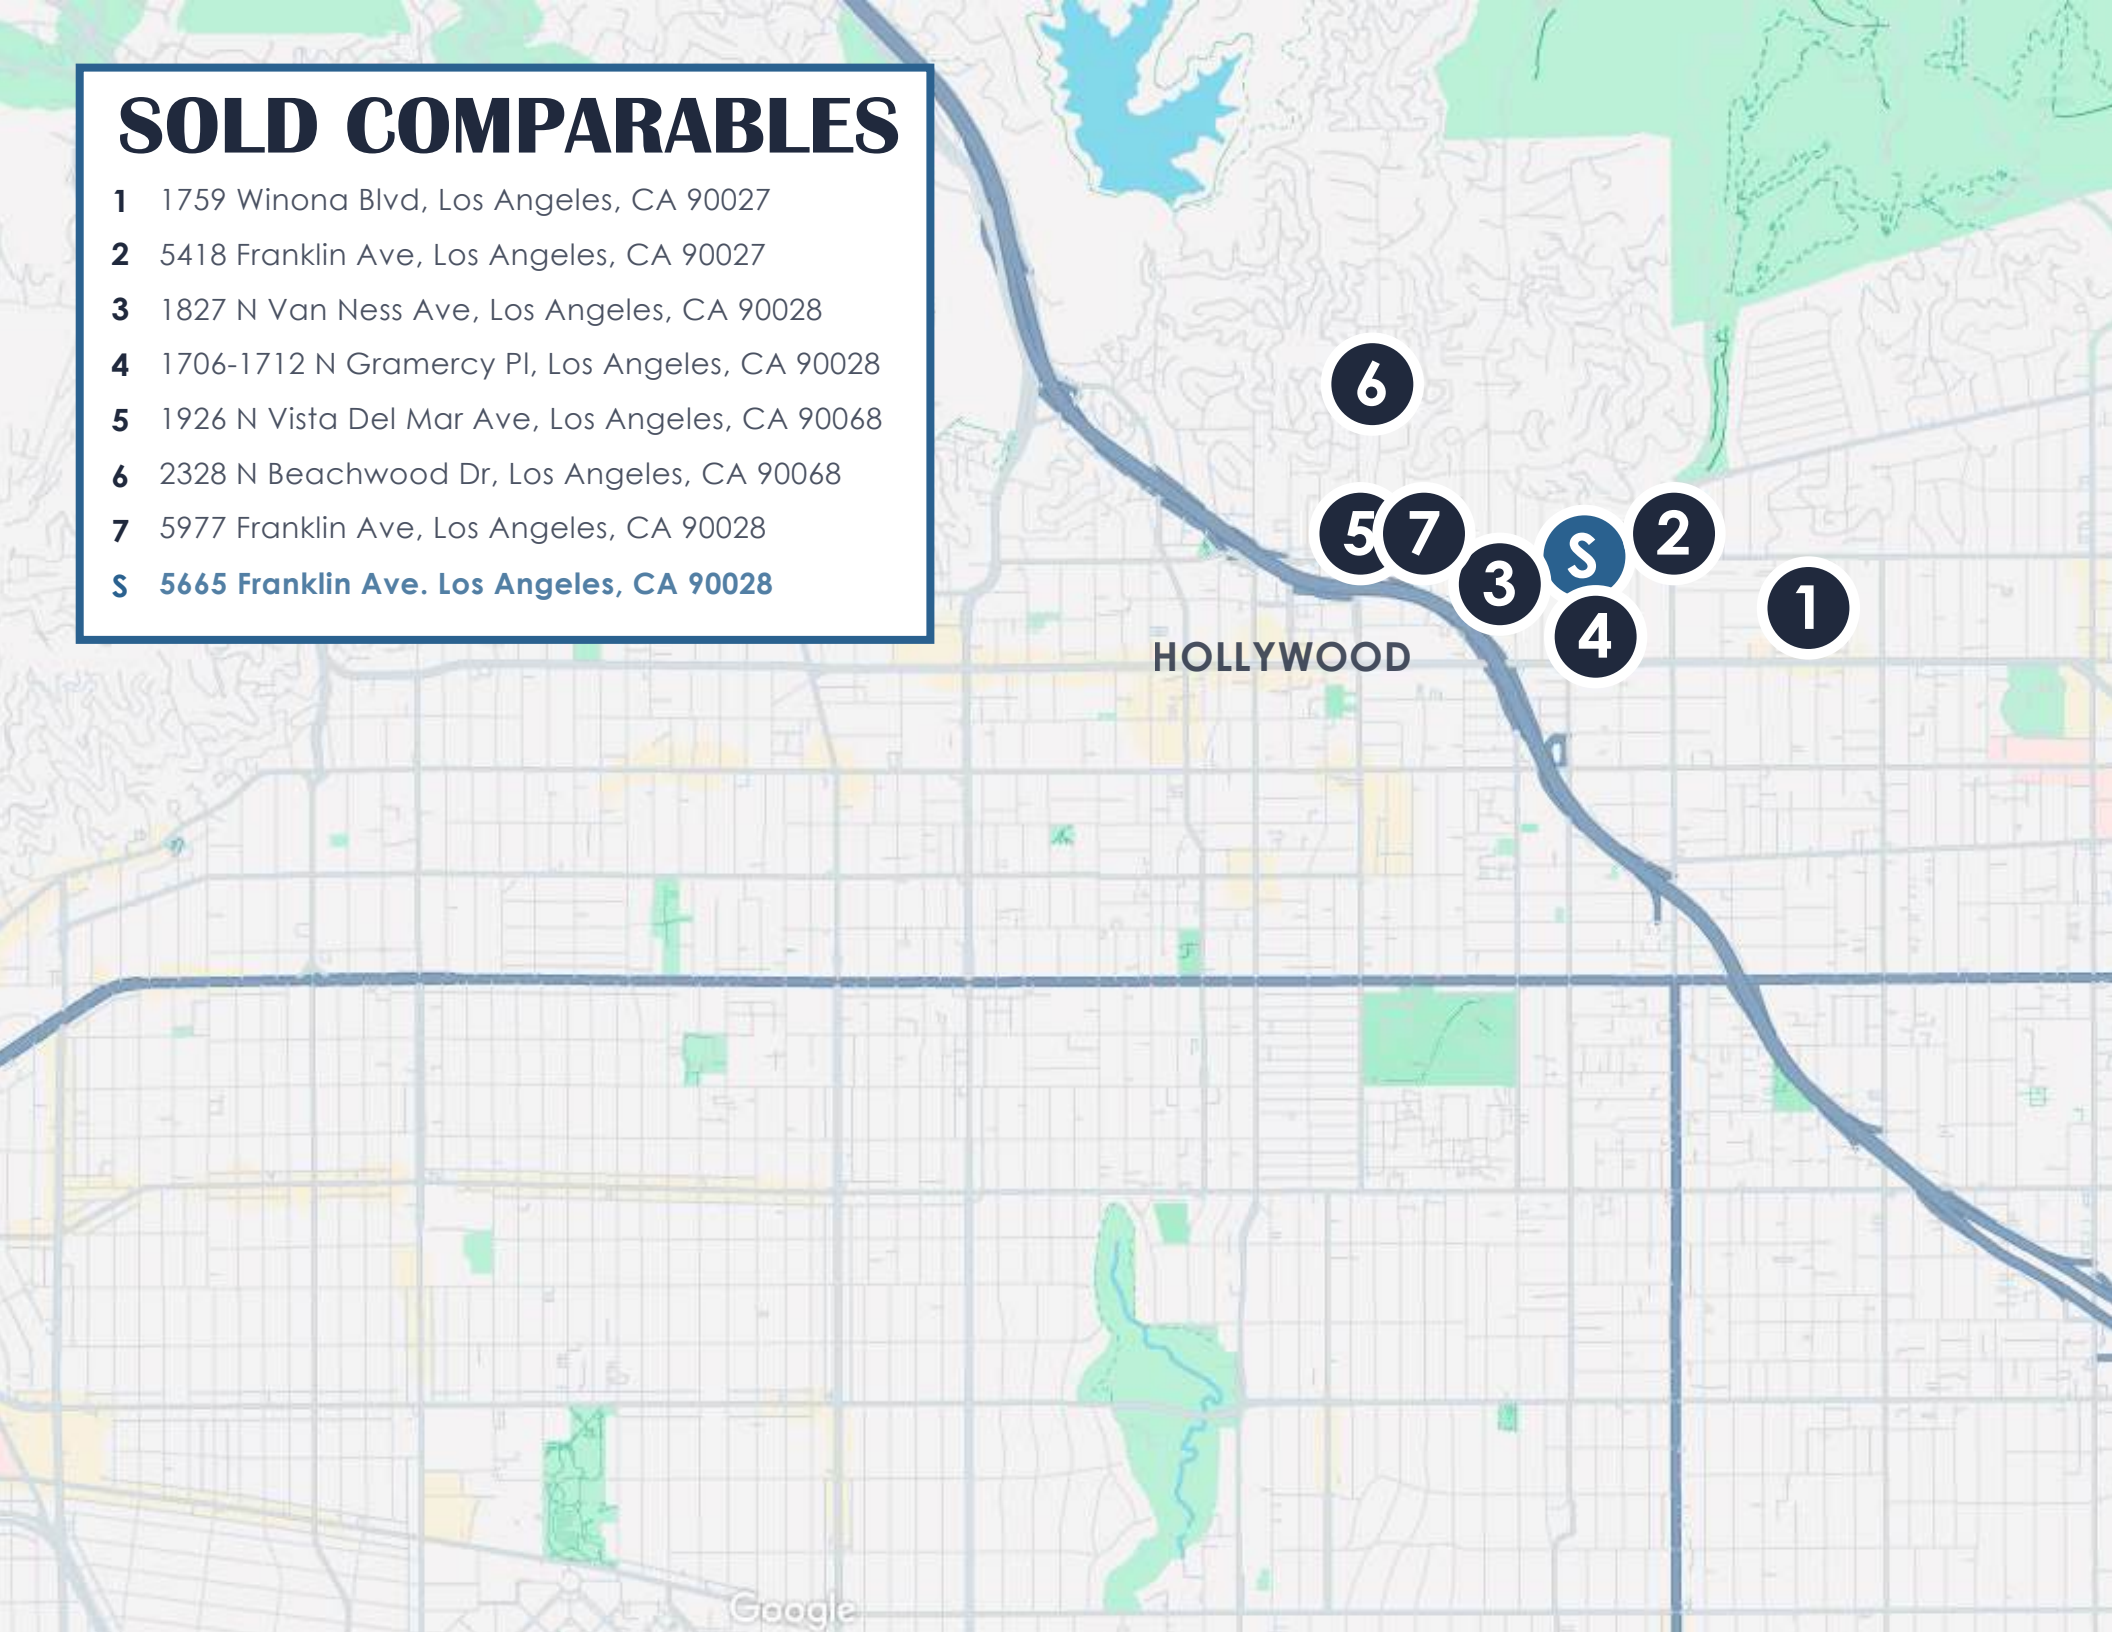 SOLD COMPARABLES
1 1759 Winona Blvd, Los Angeles, CA 90027
2 5418 Franklin Ave, Los Angeles, CA 90027
3 1827 N Van Ness Ave, Los Angeles, CA 90028
4 1706-1712 N Gramercy Pl, Los Angeles, CA 90028
5 1926 N Vista Del Mar Ave, Los Angeles, CA 90068
6 2328 N Beachwood Dr, Los Angeles, CA 90068
7 5977 Franklin Ave, Los Angeles, CA 90028
S 5665 Franklin Ave. Los Angeles, CA 90028
6
5 7 3 S 2
4 1
HOLLYWOOD
Google